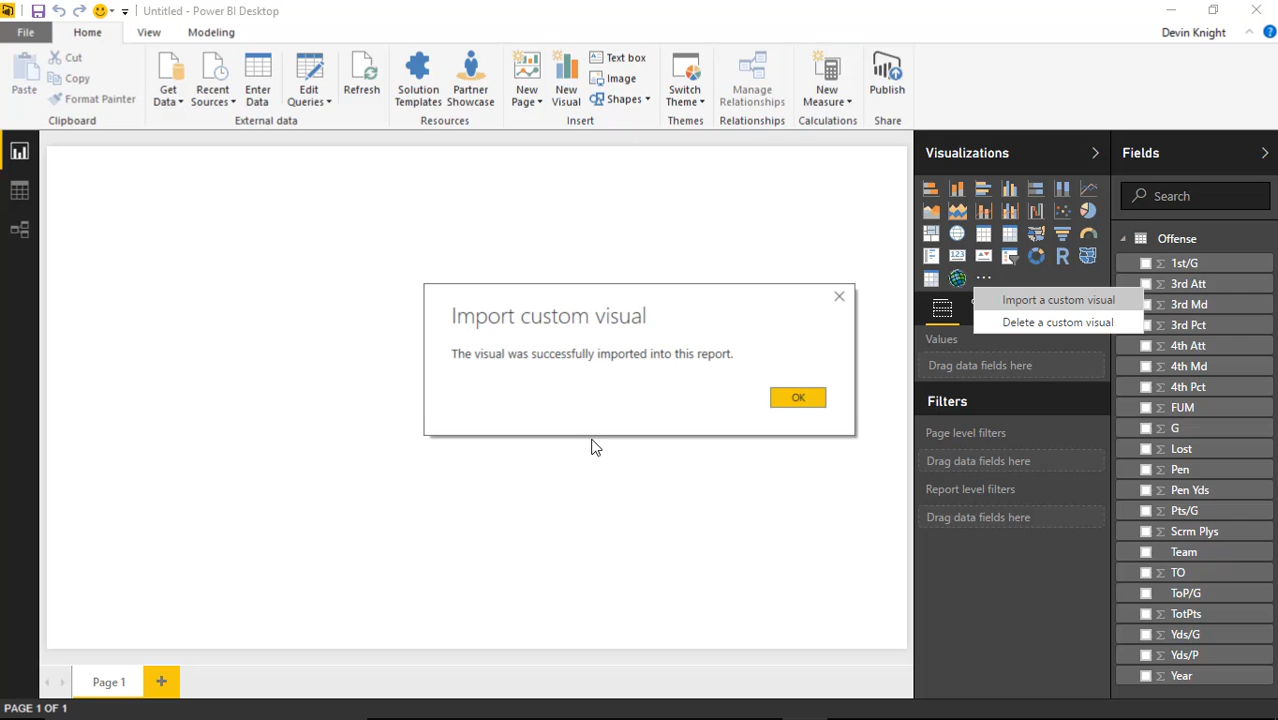 Untitled - Power BI Desktop
File
Home
View
Modeling
Devin Knight
Paste
Cut
Copy
Format Painter
Clipboard
Get Data
Recent Sources
Enter Data
External data
Edit Queries
Refresh
Solution Templates
Partner Showcase
Resources
New Page
New Visual
Text box
Image
Shapes
Insert
Switch Theme
Themes
Manage Relationships
Relationships
New Measure
Calculations
Publish
Share
Import custom visual
The visual was successfully imported into this report.
OK
Visualizations
Import a custom visual
Delete a custom visual
Values
Drag data fields here
Filters
Page level filters
Drag data fields here
Report level filters
Drag data fields here
Fields
Search
Offense
1st/G
3rd Att
3rd Md
3rd Pct
4th Att
4th Md
4th Pct
FUM
G
Lost
Pen
Pen Yds
Pts/G
Scrm Plys
Team
TO
ToP/G
TotPts
Yds/G
Yds/P
Year
Page 1
PAGE 1 OF 1